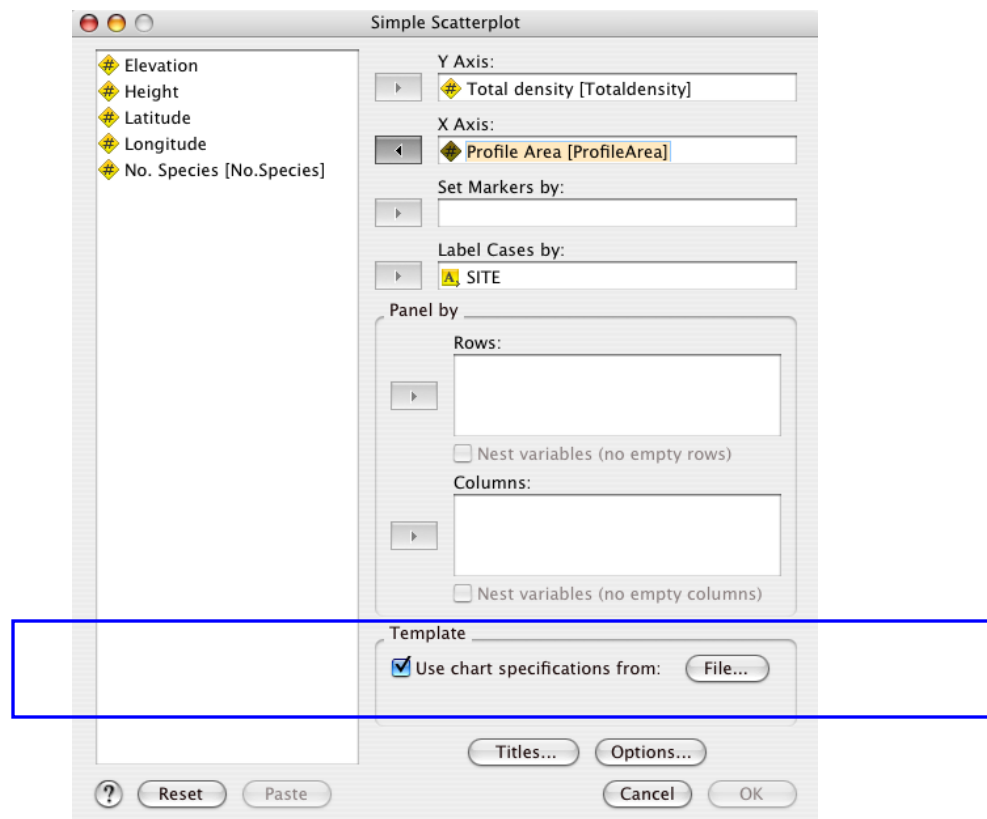 Simple Scatterplot
Elevation
Height
Latitude
Longitude
No. Species [No.Species]
Y Axis:
Total density [Totaldensity]
X Axis:
Profile Area [ProfileArea]
Set Markers by:
Label Cases by:
A
SITE
Panel by
Rows:
Nest variables (no empty rows)
Columns:
Nest variables (no empty columns)
Template
Use chart specifications from:
File...
Titles...
Options...
?
Reset
Paste
Cancel
OK